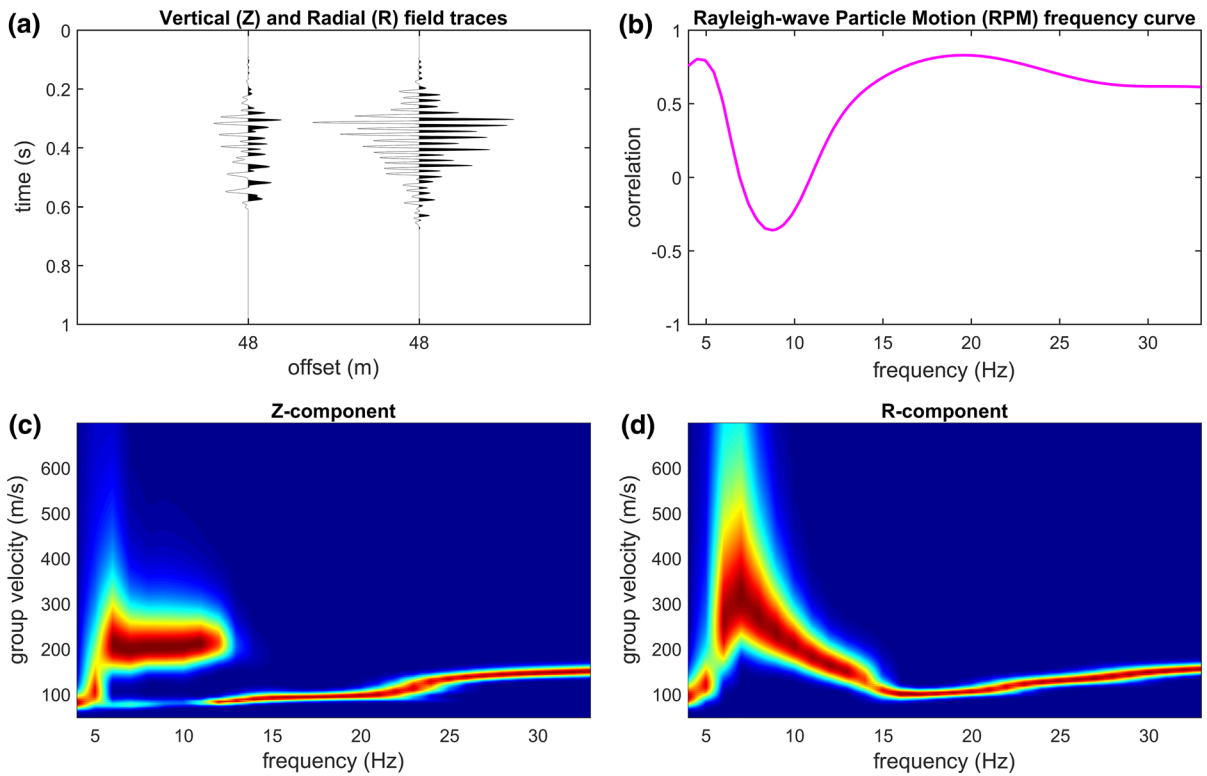 (a)
Vertical (Z) and Radial (R) field traces
0
0.2
0.4
0.6
0.8
1
time (s)
48
48
offset (m)
(b)
Rayleigh-wave Particle Motion (RPM) frequency curve
1
0.5
0
-0.5
-1
correlation
5
10
15
20
25
30
frequency (Hz)
(c)
Z-component
600
500
400
300
200
100
group velocity (m/s)
5
10
15
20
25
30
frequency (Hz)
(d)
R-component
600
500
400
300
200
100
group velocity (m/s)
5
10
15
20
25
30
frequency (Hz)